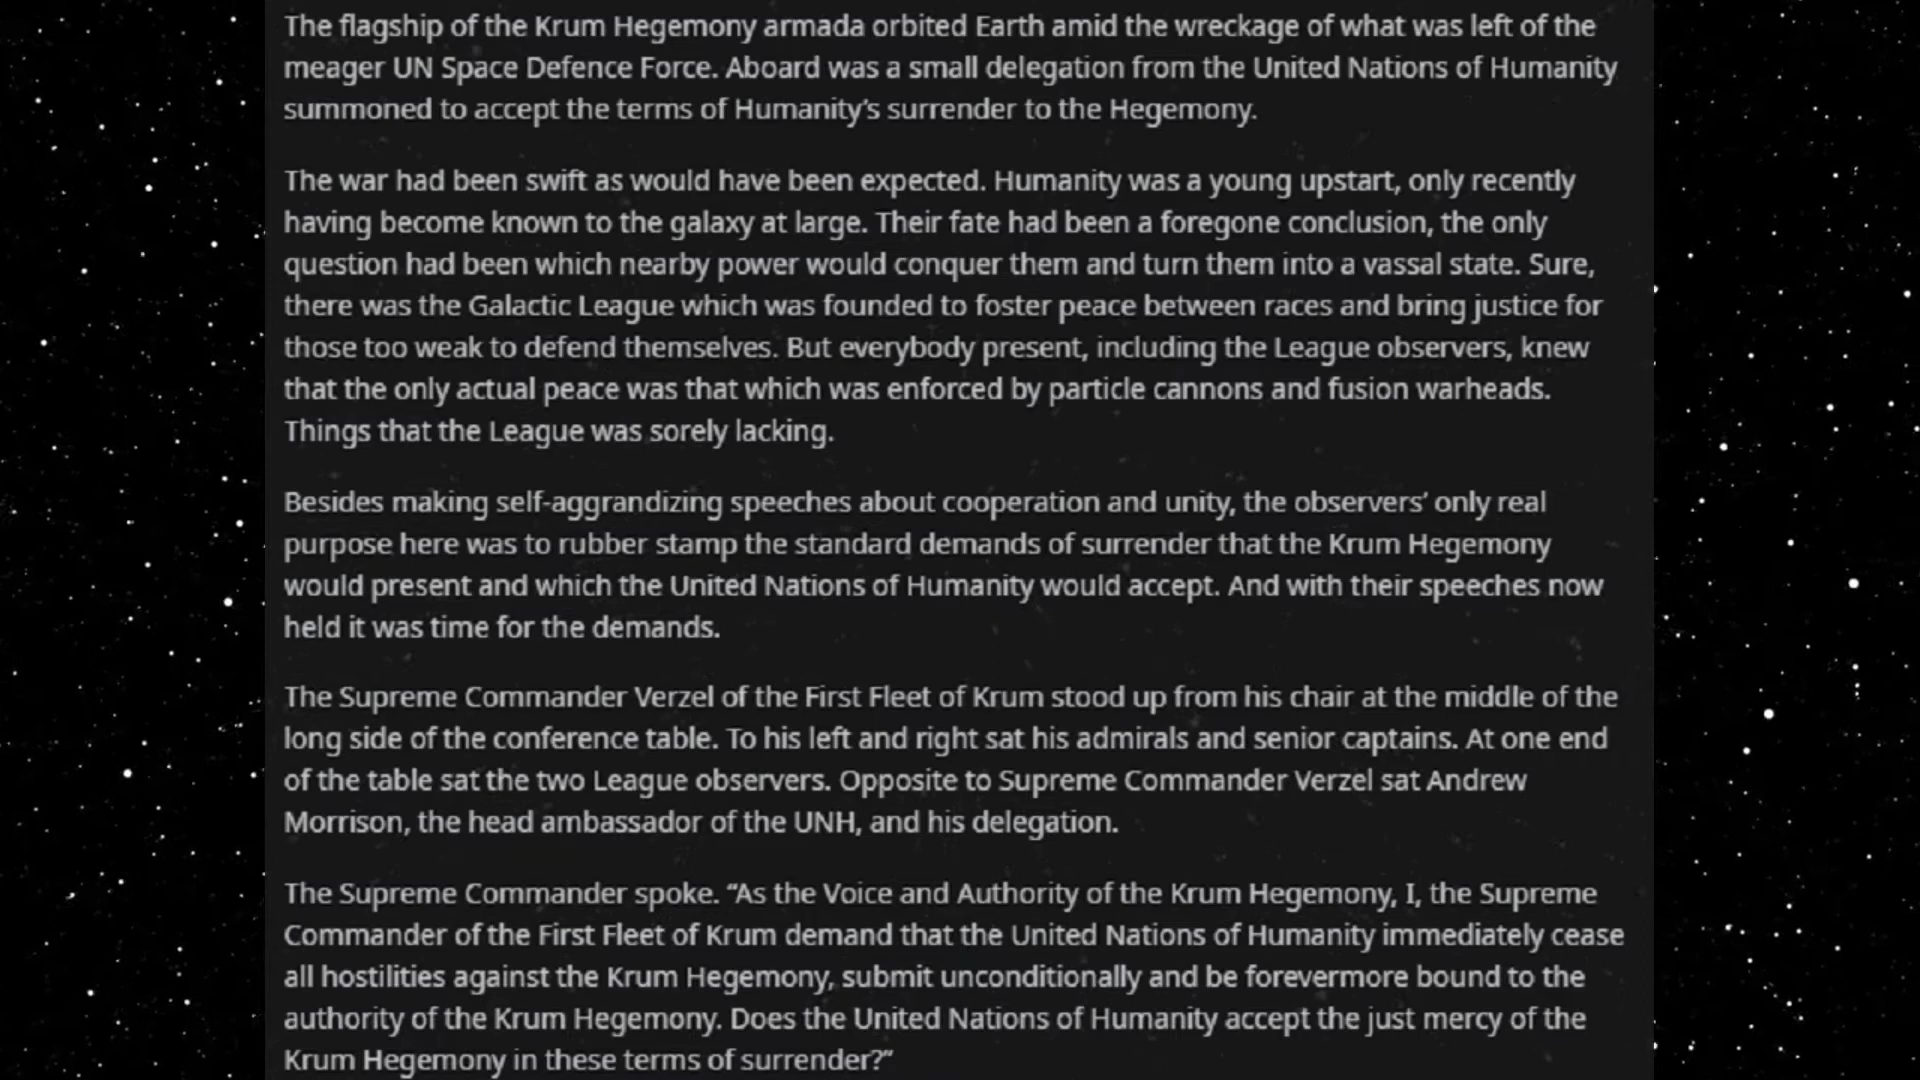 The flagship of the Krum Hegemony armada orbited Earth amid the wreckage of what was left of the
meager UN Space Defence Force. Aboard was a small delegation from the United Nations of Humanity
summoned to accept the terms of Humanity’s surrender to the Hegemony.
The war had been swift as would have been expected. Humanity was a young upstart, only recently
having become known to the galaxy at large. Their fate had been a foregone conclusion, the only
question had been which nearby power would conquer them and turn them into a vassal state. Sure,
there was the Galactic League which was founded to foster peace between races and bring justice for
those too weak to defend themselves. But everybody present, including the League observers, knew
that the only actual peace was that which was enforced by particle cannons and fusion warheads.
Things that the League was sorely lacking.
Besides making self-aggrandizing speeches about cooperation and unity, the observers’ only real
purpose here was to rubber stamp the standard demands of surrender that the Krum Hegemony
would present and which the United Nations of Humanity would accept. And with their speeches now
held it was time for the demands.
The Supreme Commander Verzel of the First Fleet of Krum stood up from his chair at the middle of the
long side of the conference table. To his left and right sat his admirals and senior captains. At one end
of the table sat the two League observers. Opposite to Supreme Commander Verzel sat Andrew
Morrison, the head ambassador of the UNH, and his delegation.
The Supreme Commander spoke. “As the Voice and Authority of the Krum Hegemony, I, the Supreme
Commander of the First Fleet of Krum demand that the United Nations of Humanity immediately cease
all hostilities against the Krum Hegemony, submit unconditionally and be forevermore bound to the
authority of the Krum Hegemony. Does the United Nations of Humanity accept the just mercy of the
Krum Hegemony in these terms of surrender?”